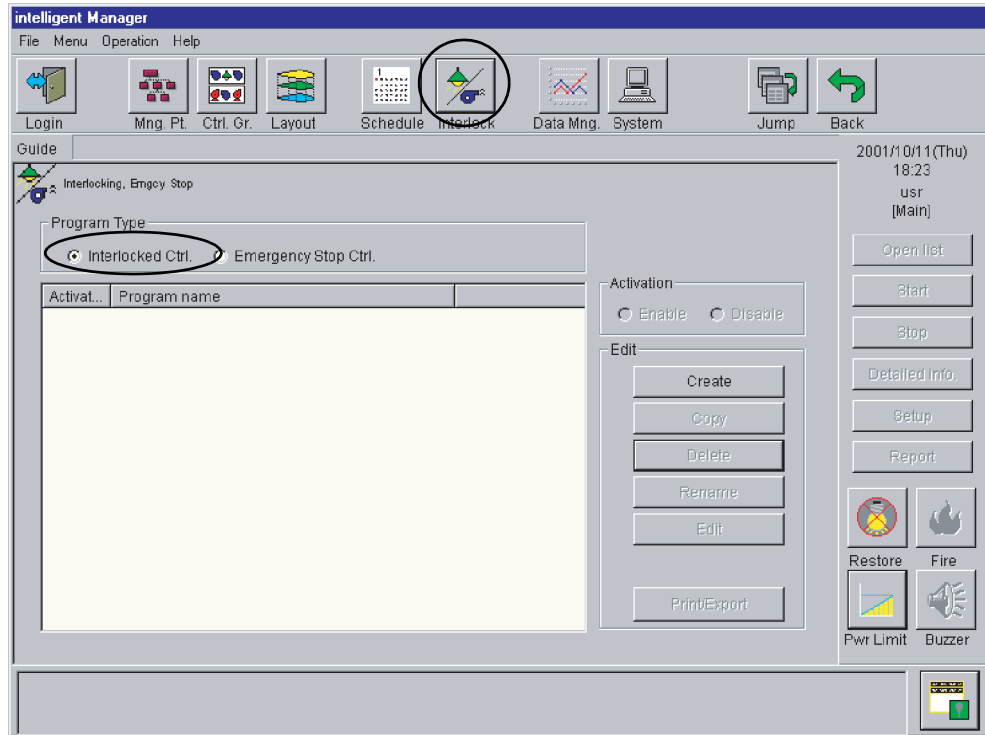 intelligent Manager
File Menu Operation Help
Login Mng. Pt. Ctrl. Gr. Layout Schedule Interlock Data Mng. System Jump Back
Guide
2001/10/11(Thu)
18:23
usr
[Main]
Interlocking, Emgcy Stop
Program Type
Interlocked Ctrl. Emergency Stop Ctrl.
Activat... Program name
Activation
Enable Disable
Edit
Create
Copy
Delete
Rename
Edit
Print/Export
Open list
Start
Stop
Detailed info.
Setup
Report
Restore Fire
Pwr Limit Buzzer